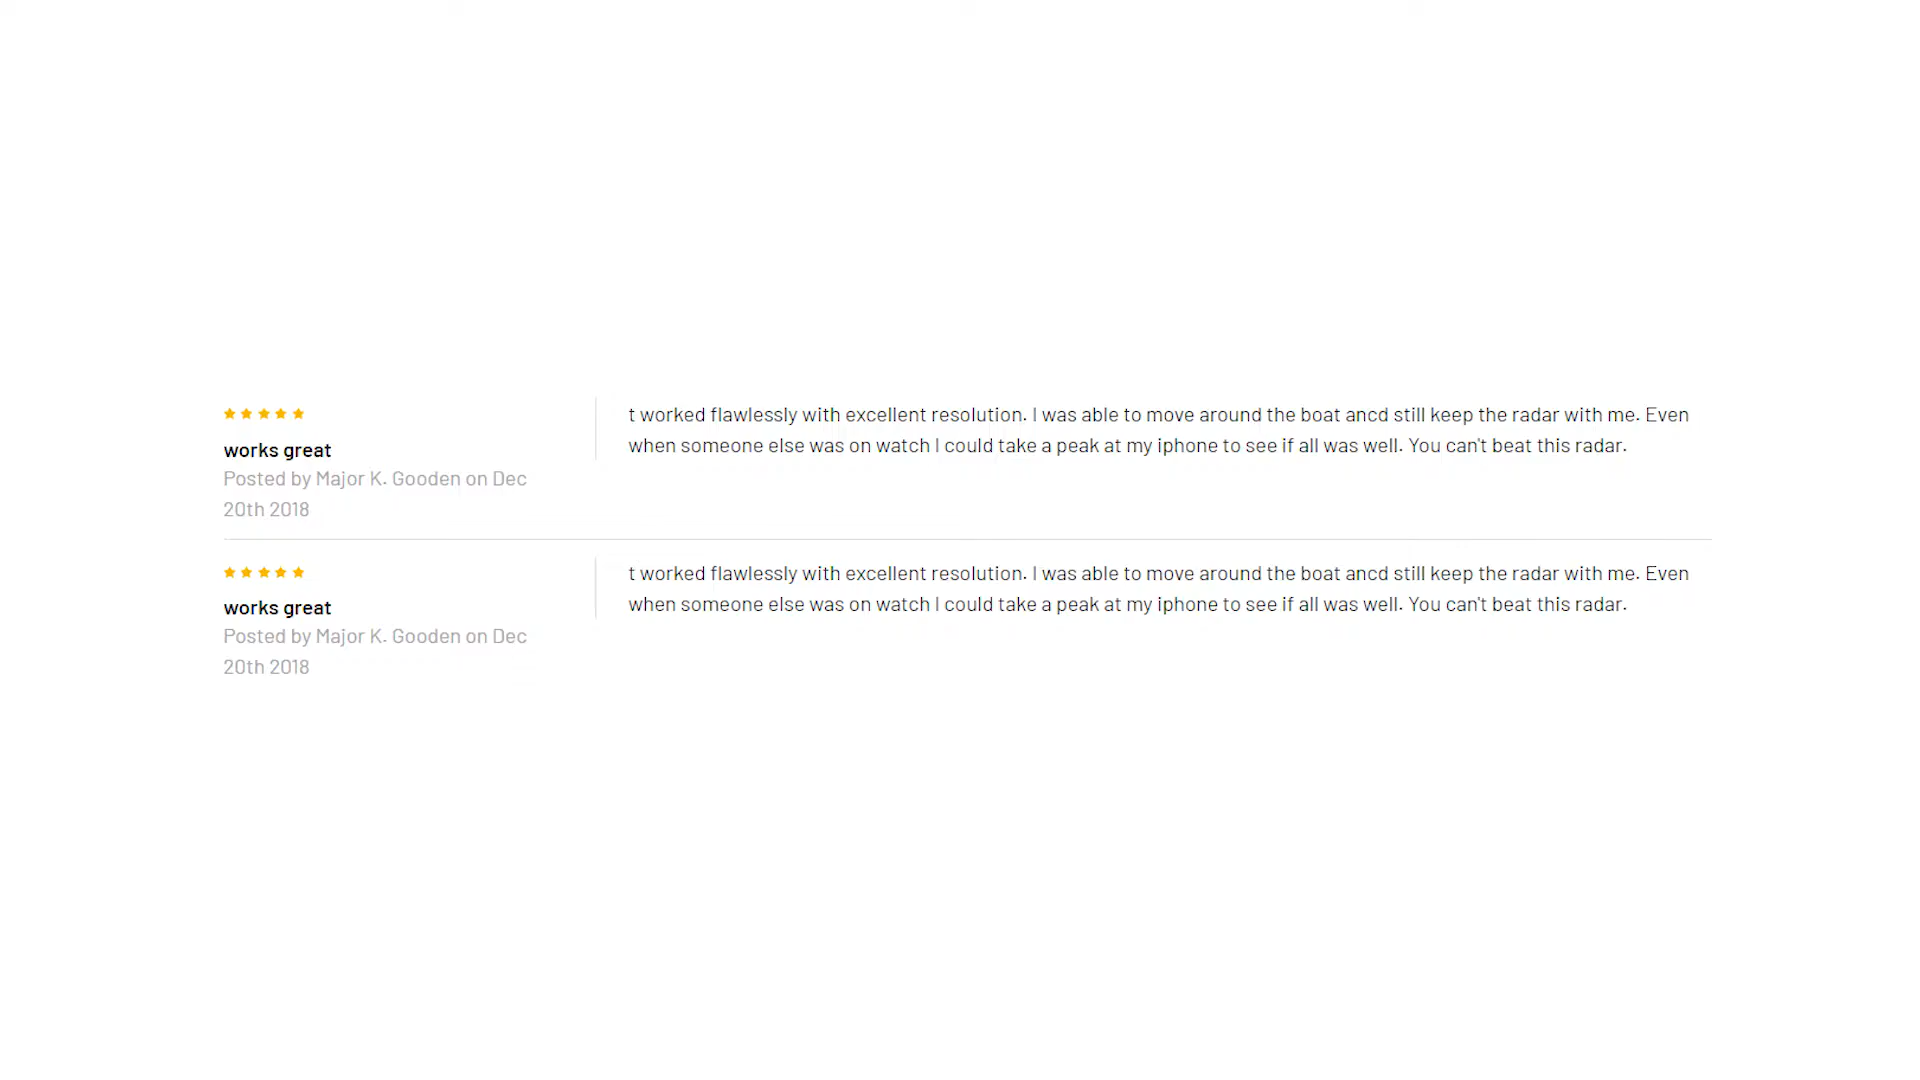 works great
Posted by Major K. Gooden on Dec
20th 2018
t worked flawlessly with excellent resolution. I was able to move around the boat ancd still keep the radar with me. Even
when someone else was on watch I could take a peak at my iphone to see if all was well. You can't beat this radar.
works great
Posted by Major K. Gooden on Dec
20th 2018
t worked flawlessly with excellent resolution. I was able to move around the boat ancd still keep the radar with me. Even
when someone else was on watch I could take a peak at my iphone to see if all was well. You can't beat this radar.